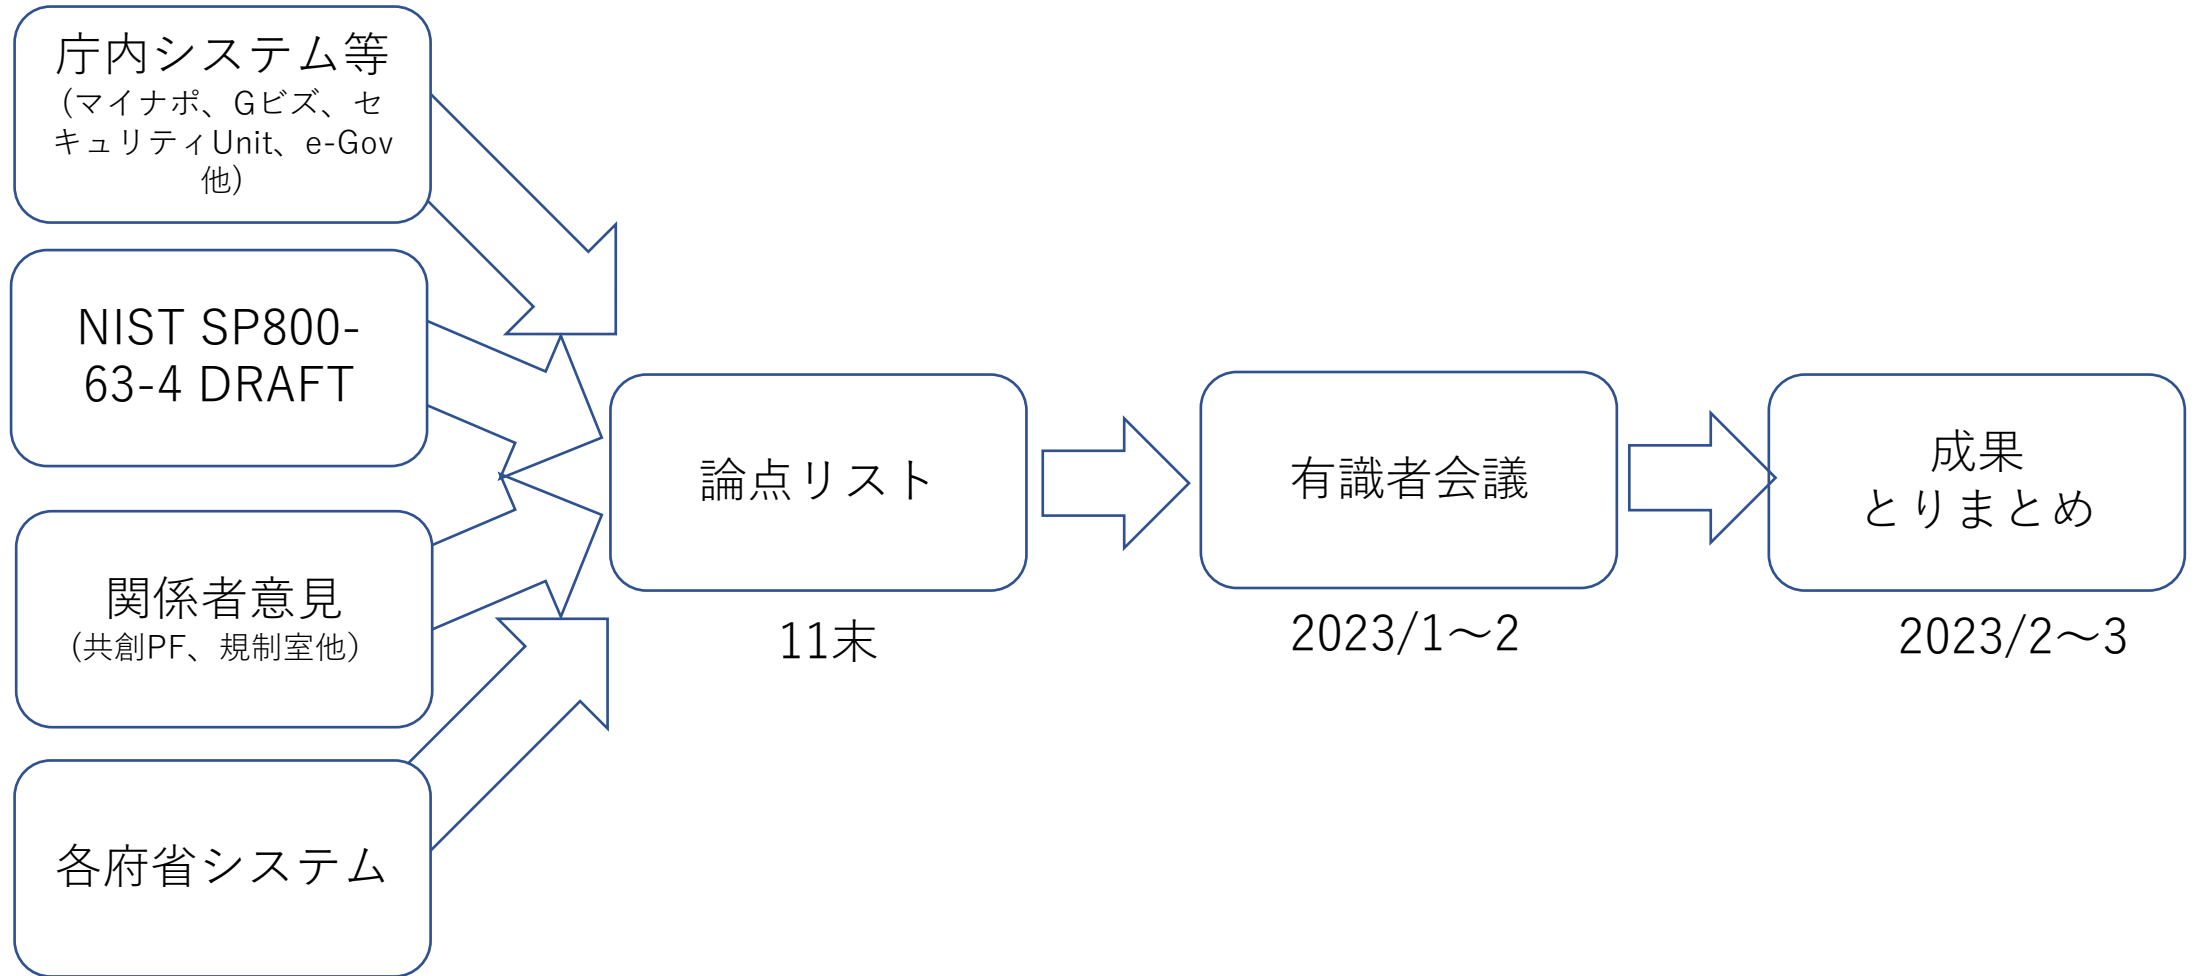 庁内システム等
(マイナポ、Gビズ、セ
キュリティUnit、e-Gov
他)
NIST SP800-
63-4 DRAFT
関係者意見
(共創PF、規制室他)
各府省システム
論点リスト
11末
有識者会議
2023/1～2
成果
とりまとめ
2023/2～3